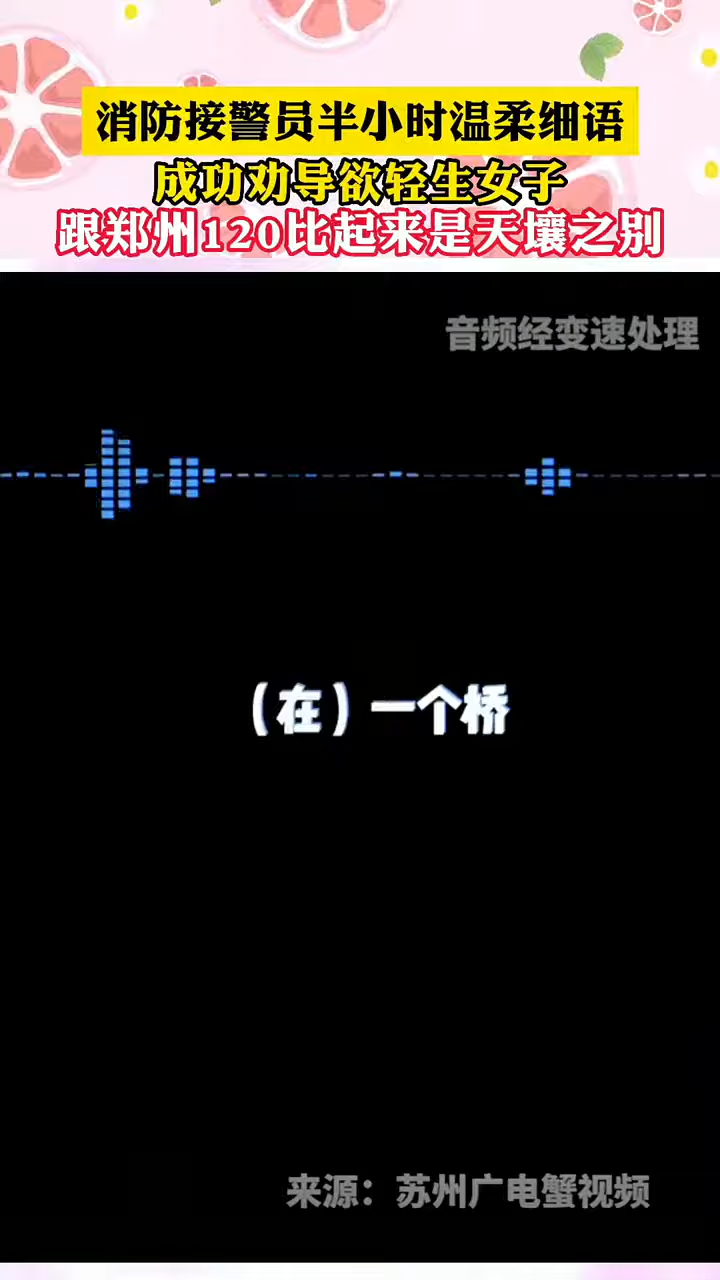 消防接警员半小时温柔细语
成功劝导欲轻生女子
跟郑州120比起来是天壤之别
音频经变速处理
（在）一个桥
来源：苏州广电蟹视频